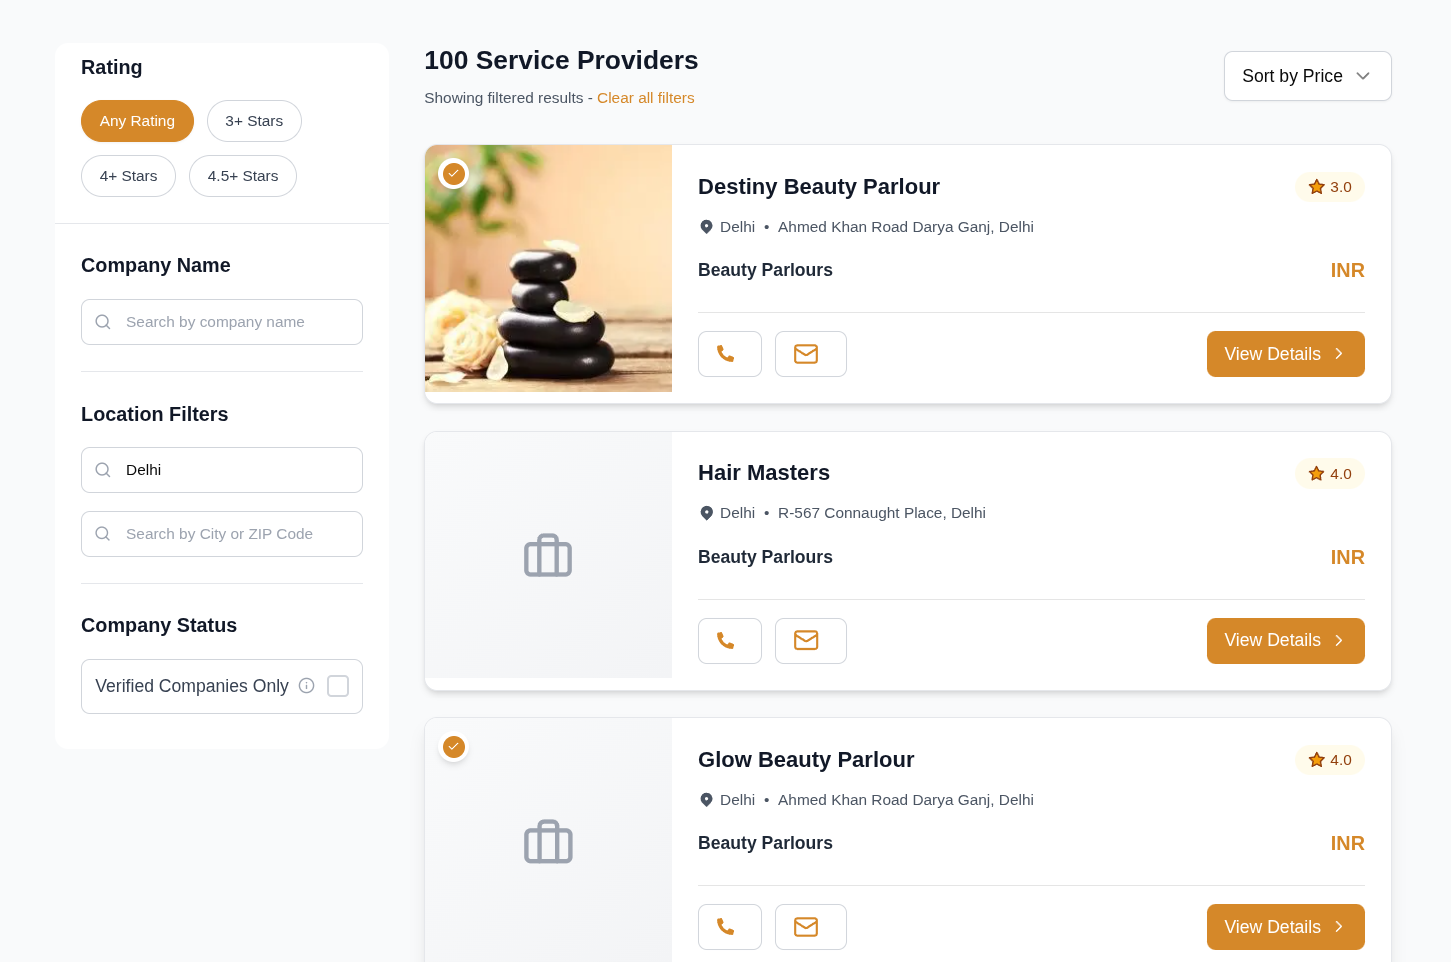 Rating
Any Rating
3+ Stars
4+ Stars
4.5+ Stars
Company Name
Search by company name
Location Filters
Delhi
Search by City or ZIP Code
Company Status
Verified Companies Only
100 Service Providers
Showing filtered results - Clear all filters
Sort by Price
Destiny Beauty Parlour
3.0
Delhi • Ahmed Khan Road Darya Ganj, Delhi
Beauty Parlours
INR
View Details
Hair Masters
4.0
Delhi • R-567 Connaught Place, Delhi
Beauty Parlours
INR
View Details
Glow Beauty Parlour
4.0
Delhi • Ahmed Khan Road Darya Ganj, Delhi
Beauty Parlours
INR
View Details